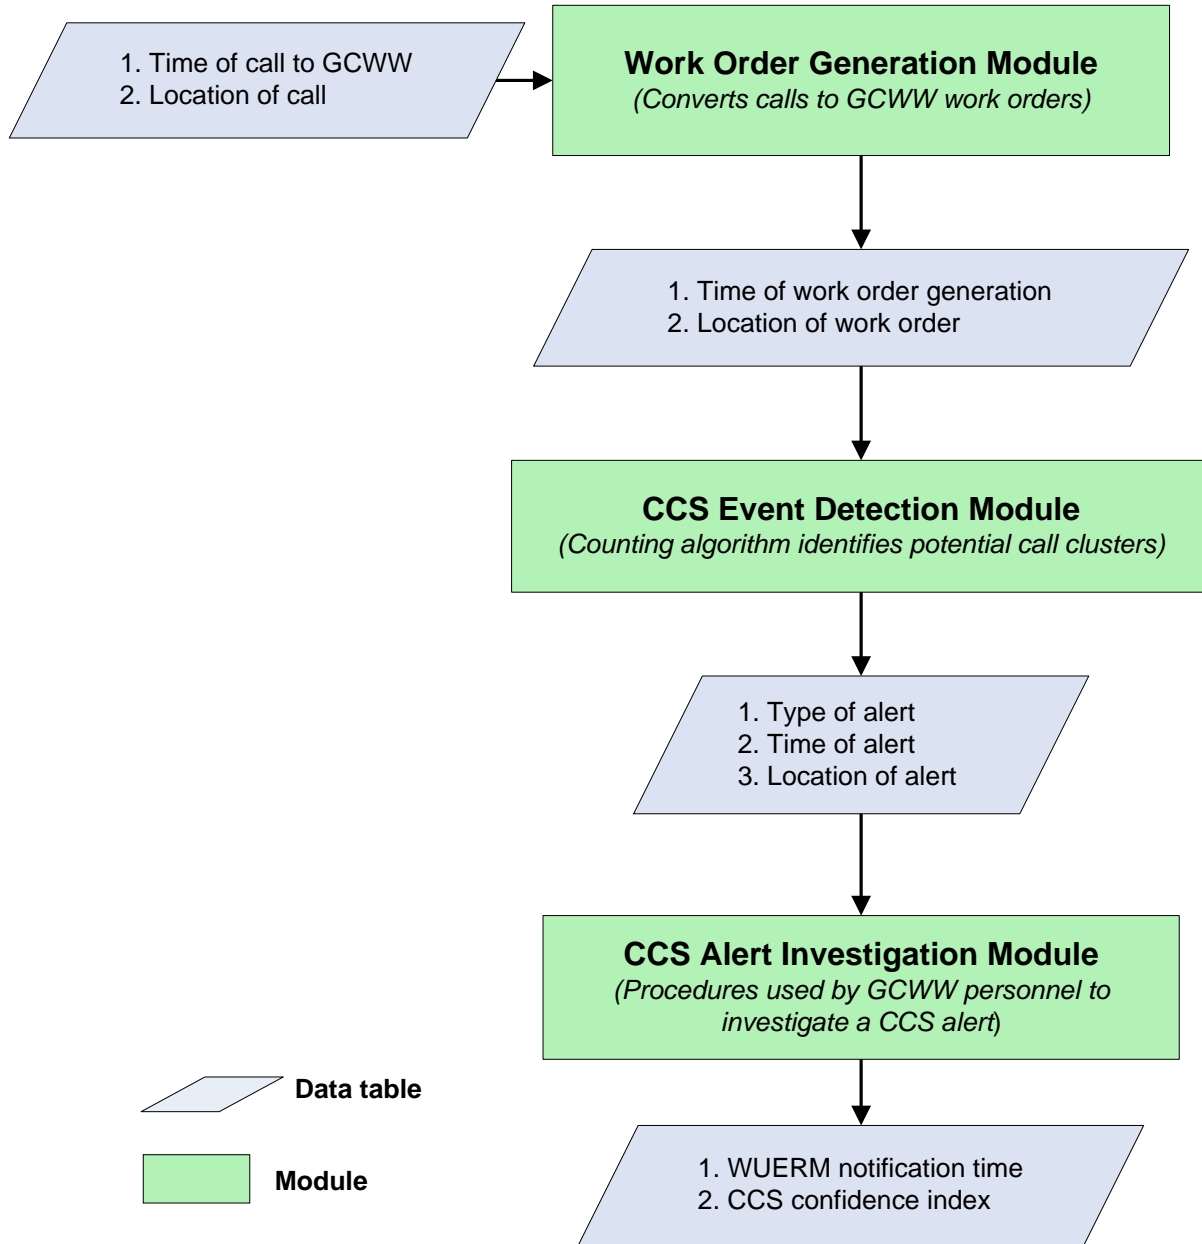 1. Time of call to GCWW
2. Location of call
Work Order Generation Module
(Converts calls to GCWW work orders)
1. Time of work order generation
2. Location of work order
CCS Event Detection Module
(Counting algorithm identifies potential call clusters)
1. Type of alert
2. Time of alert
3. Location of alert
CCS Alert Investigation Module
(Procedures used by GCWW personnel to
investigate a CCS alert)
Data table
Module
1. WUERM notification time
2. CCS confidence index